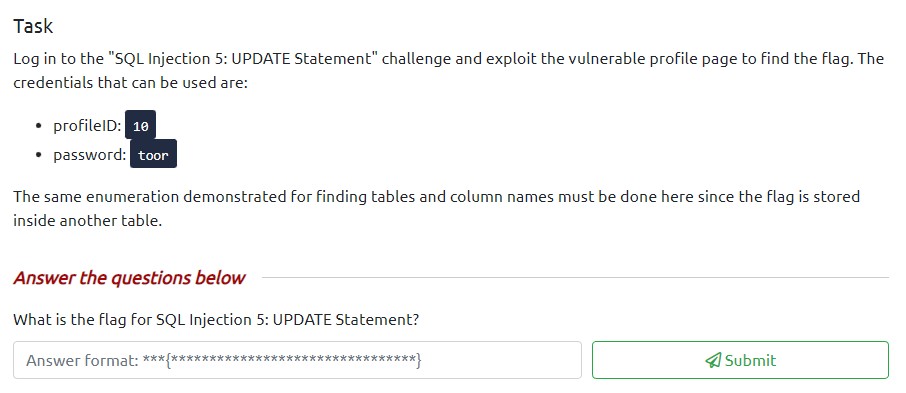 Task
Log in to the "SQL Injection 5: UPDATE Statement" challenge and exploit the vulnerable profile page to find the flag. The
credentials that can be used are:
• profileID: 10
• password: toor
The same enumeration demonstrated for finding tables and column names must be done here since the flag is stored
inside another table.
Answer the questions below
What is the flag for SQL Injection 5: UPDATE Statement?
Answer format: ***{********************************}
Submit